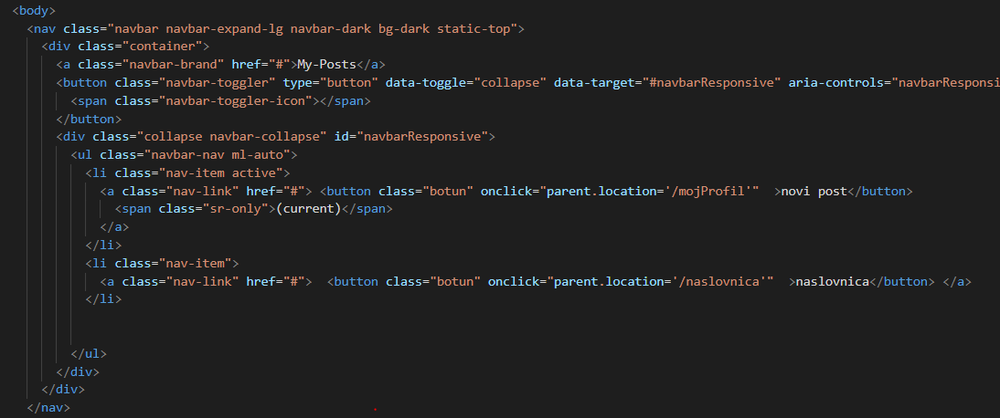 <body>
<nav class="navbar navbar-expand-lg navbar-dark bg-dark static-top">
<div class="container">
<a class="navbar-brand" href="#">My-Posts</a>
<button class="navbar-toggler" type="button" data-toggle="collapse" data-target="#navbarResponsive" aria-controls="navbarResponsi
<span class="navbar-toggler-icon"></span>
</button>
<div class="collapse navbar-collapse" id="navbarResponsive">
<ul class="navbar-nav ml-auto">
<li class="nav-item active">
<a class="nav-link" href="#"> <button class="botun" onclick="parent.location='/mojProfil'"  >novi post</button>
<span class="sr-only">(current)</span>
</a>
</li>
<li class="nav-item">
<a class="nav-link" href="#">  <button class="botun" onclick="parent.location='/naslovnica'"  >naslovnica</button> </a>
</li>
</ul>
</div>
</div>
</nav>